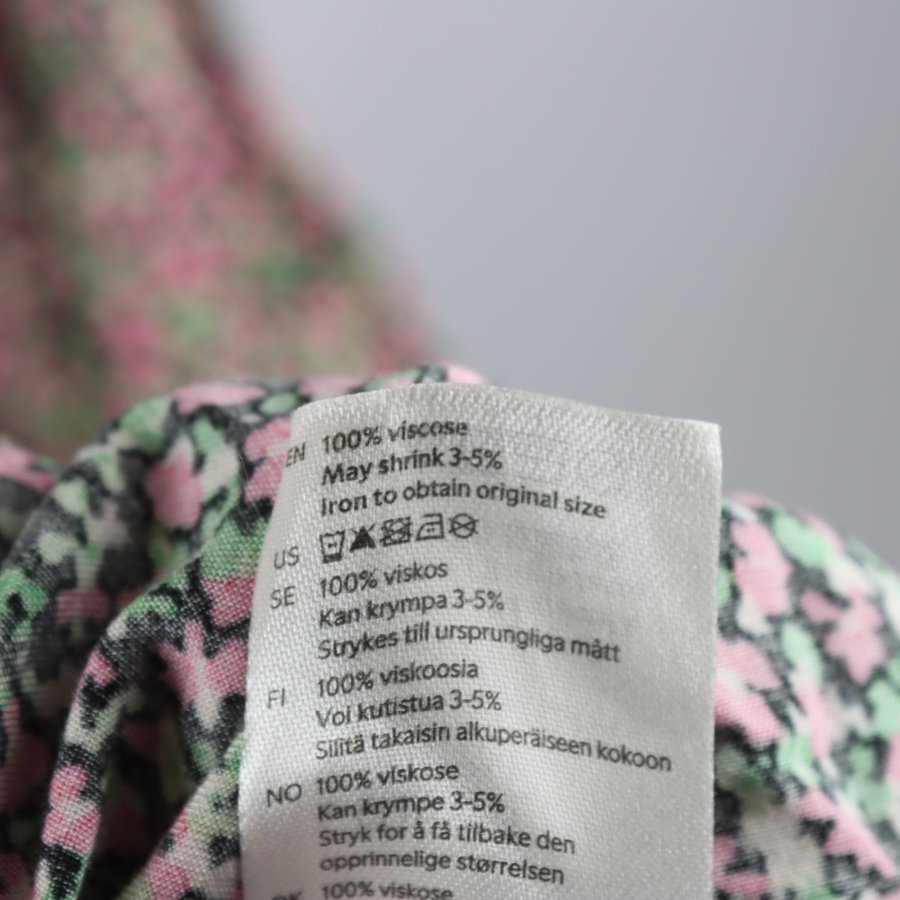 EN 100% viscose
May shrink 3-5%
Iron to obtain original size
US
SE 100% viskos
Kan krympa 3-5%
Strykes till ursprungliga mått
FI 100% viskoosia
Voi kutistua 3-5%
Silitä takaisin alkuperäiseen kokoon
NO 100% viskose
Kan krympe 3-5%
Stryk for å få tilbake den
opprinnelige størrelsen
100% viskose